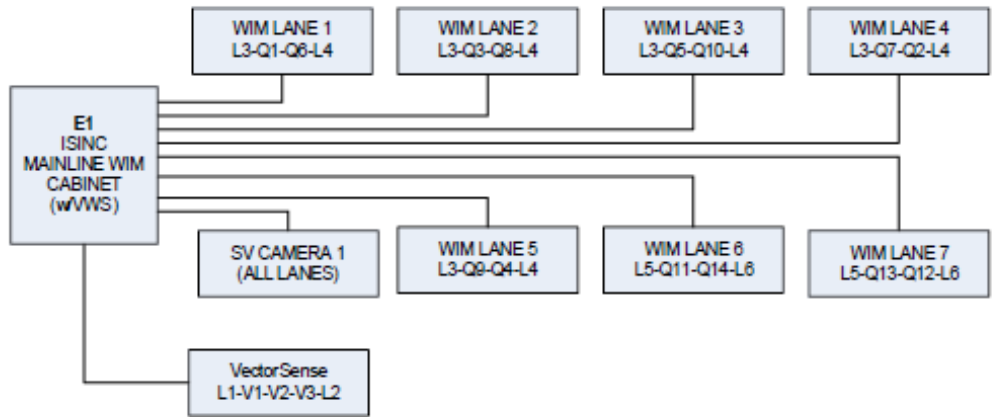 WIM LANE 1
L3-Q1-Q6-L4
WIM LANE 2
L3-Q3-Q8-L4
WIM LANE 3
L3-Q5-Q10-L4
WIM LANE 4
L3-Q7-Q2-L4
E1
ISINC
MAINLINE WIM
CABINET
(w/VWS)
SV CAMERA 1
(ALL LANES)
WIM LANE 5
L3-Q9-Q4-L4
WIM LANE 6
L5-Q11-Q14-L6
WIM LANE 7
L5-Q13-Q12-L6
VectorSense
L1-V1-V2-V3-L2